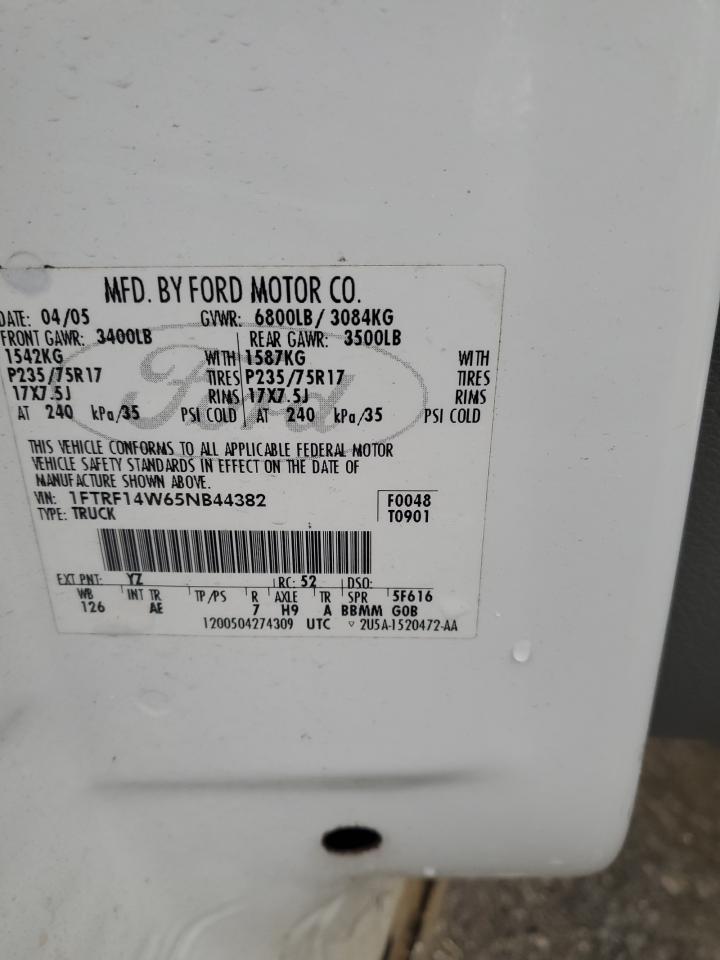 MFD. BY FORD MOTOR CO.
DATE: 04/05 GVWR: 6800LB/ 3084KG
FRONT GAWR: 3400LB REAR GAWR: 3500LB
1542KG WITH 1587KG WITH
P235/75R17 TIRES P235/75R17 TIRES
17X7.5J RIMS 17X7.5J RIMS
AT 240 kPa/35 PSI COLD AT 240 kPa/35 PSI COLD
Ford
THIS VEHICLE CONFORMS TO ALL APPLICABLE FEDERAL MOTOR
VEHICLE SAFETY STANDARDS IN EFFECT ON THE DATE OF
MANUFACTURE SHOWN ABOVE.
VIN: 1FTRF14W65NB44382 F0048
TYPE: TRUCK T0901
EXT PNT: YZ RC: 52 DSO:
WB INT TR TP/PS R AXLE TR SPR 5F616
126 AE 7 H9 A BBMM GOB
1200504274309 UTC ▽ 2U5A-1520472-AA